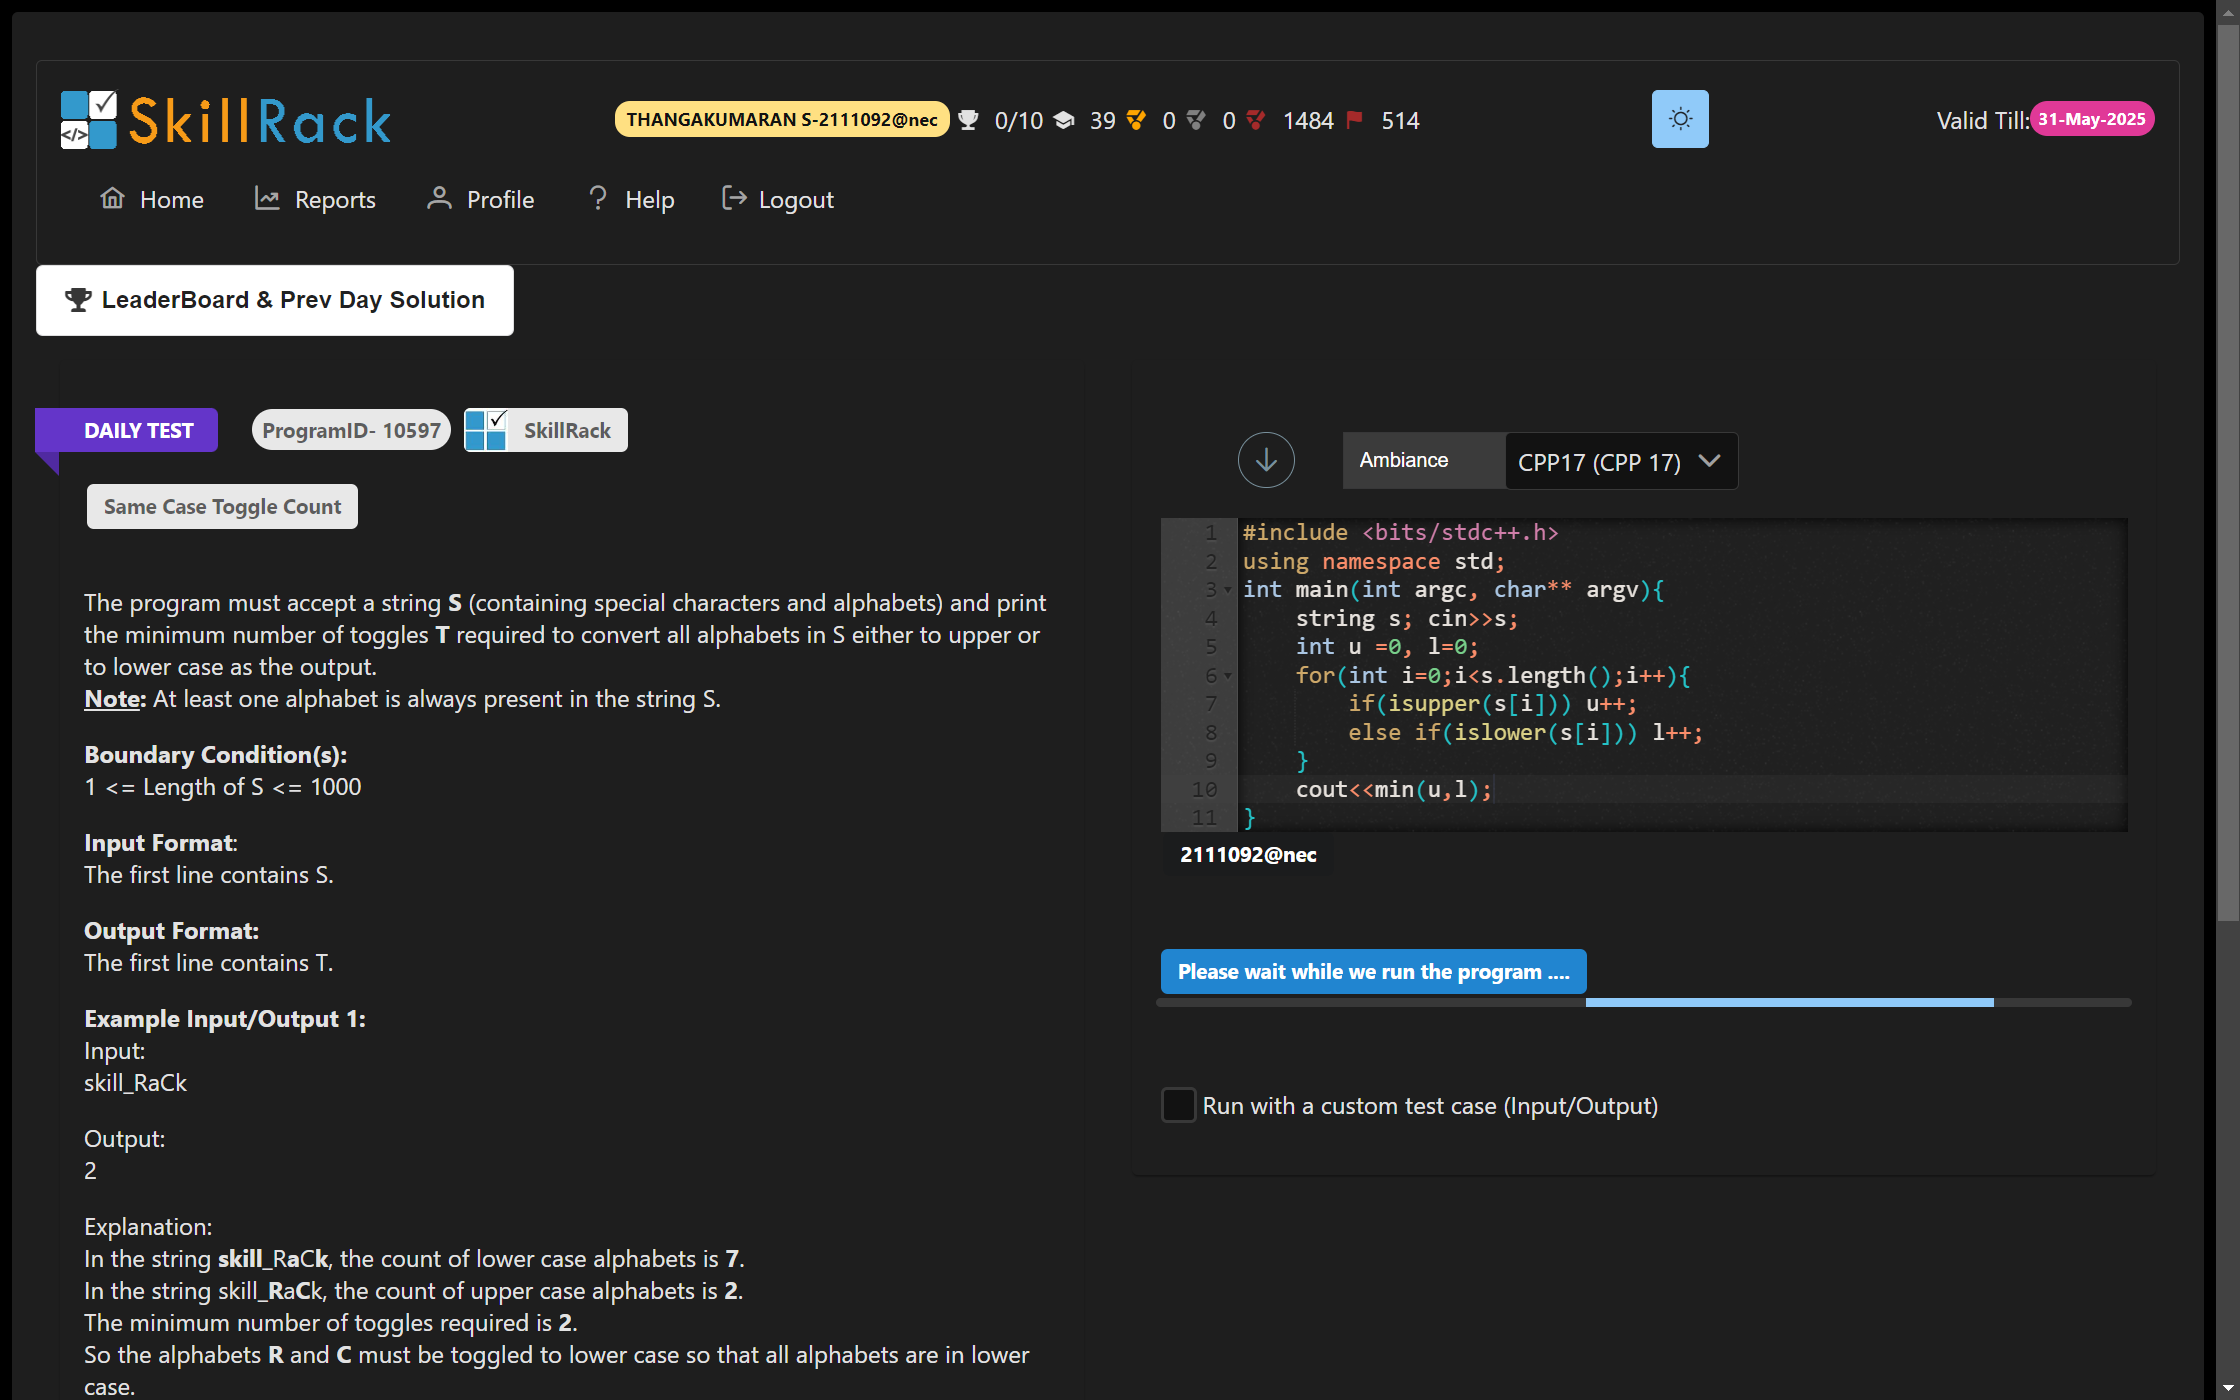 SkillRack
THANGAKUMARAN S-2111092@nec 0/10 39 0 0 1484 514
Valid Till: 31-May-2025
Home Reports Profile Help Logout
LeaderBoard & Prev Day Solution
DAILY TEST ProgramID- 10597 SkillRack
Same Case Toggle Count
The program must accept a string S (containing special characters and alphabets) and print
the minimum number of toggles T required to convert all alphabets in S either to upper or
to lower case as the output.
Note: At least one alphabet is always present in the string S.
Boundary Condition(s):
1 <= Length of S <= 1000
Input Format:
The first line contains S.
Output Format:
The first line contains T.
Example Input/Output 1:
Input:
skill_RaCk
Output:
2
Explanation:
In the string skill_RaCk, the count of lower case alphabets is 7.
In the string skill_RaCk, the count of upper case alphabets is 2.
The minimum number of toggles required is 2.
So the alphabets R and C must be toggled to lower case so that all alphabets are in lower
case.
Ambiance CPP17 (CPP 17)
1 #include <bits/stdc++.h>
2 using namespace std;
3 int main(int argc, char** argv){
4 string s; cin>>s;
5 int u =0, l=0;
6 for(int i=0;i<s.length();i++){
7 if(isupper(s[i])) u++;
8 else if(islower(s[i])) l++;
9 }
10 cout<<min(u,l);
11 }
2111092@nec
Please wait while we run the program ....
Run with a custom test case (Input/Output)